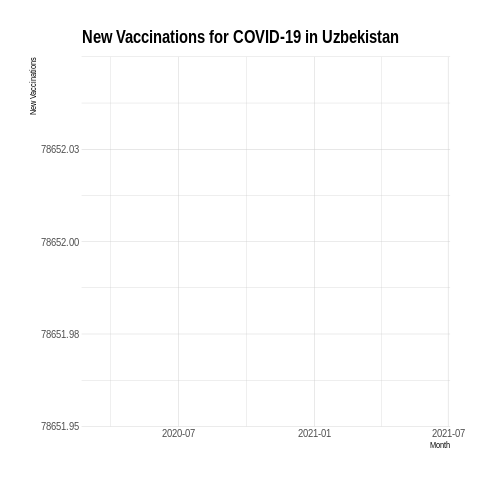 New Vaccinations for COVID-19 in Uzbekistan
New Vaccinations
78652.03
78652.00
78651.98
78651.95
2020-07
2021-01
2021-07
Month